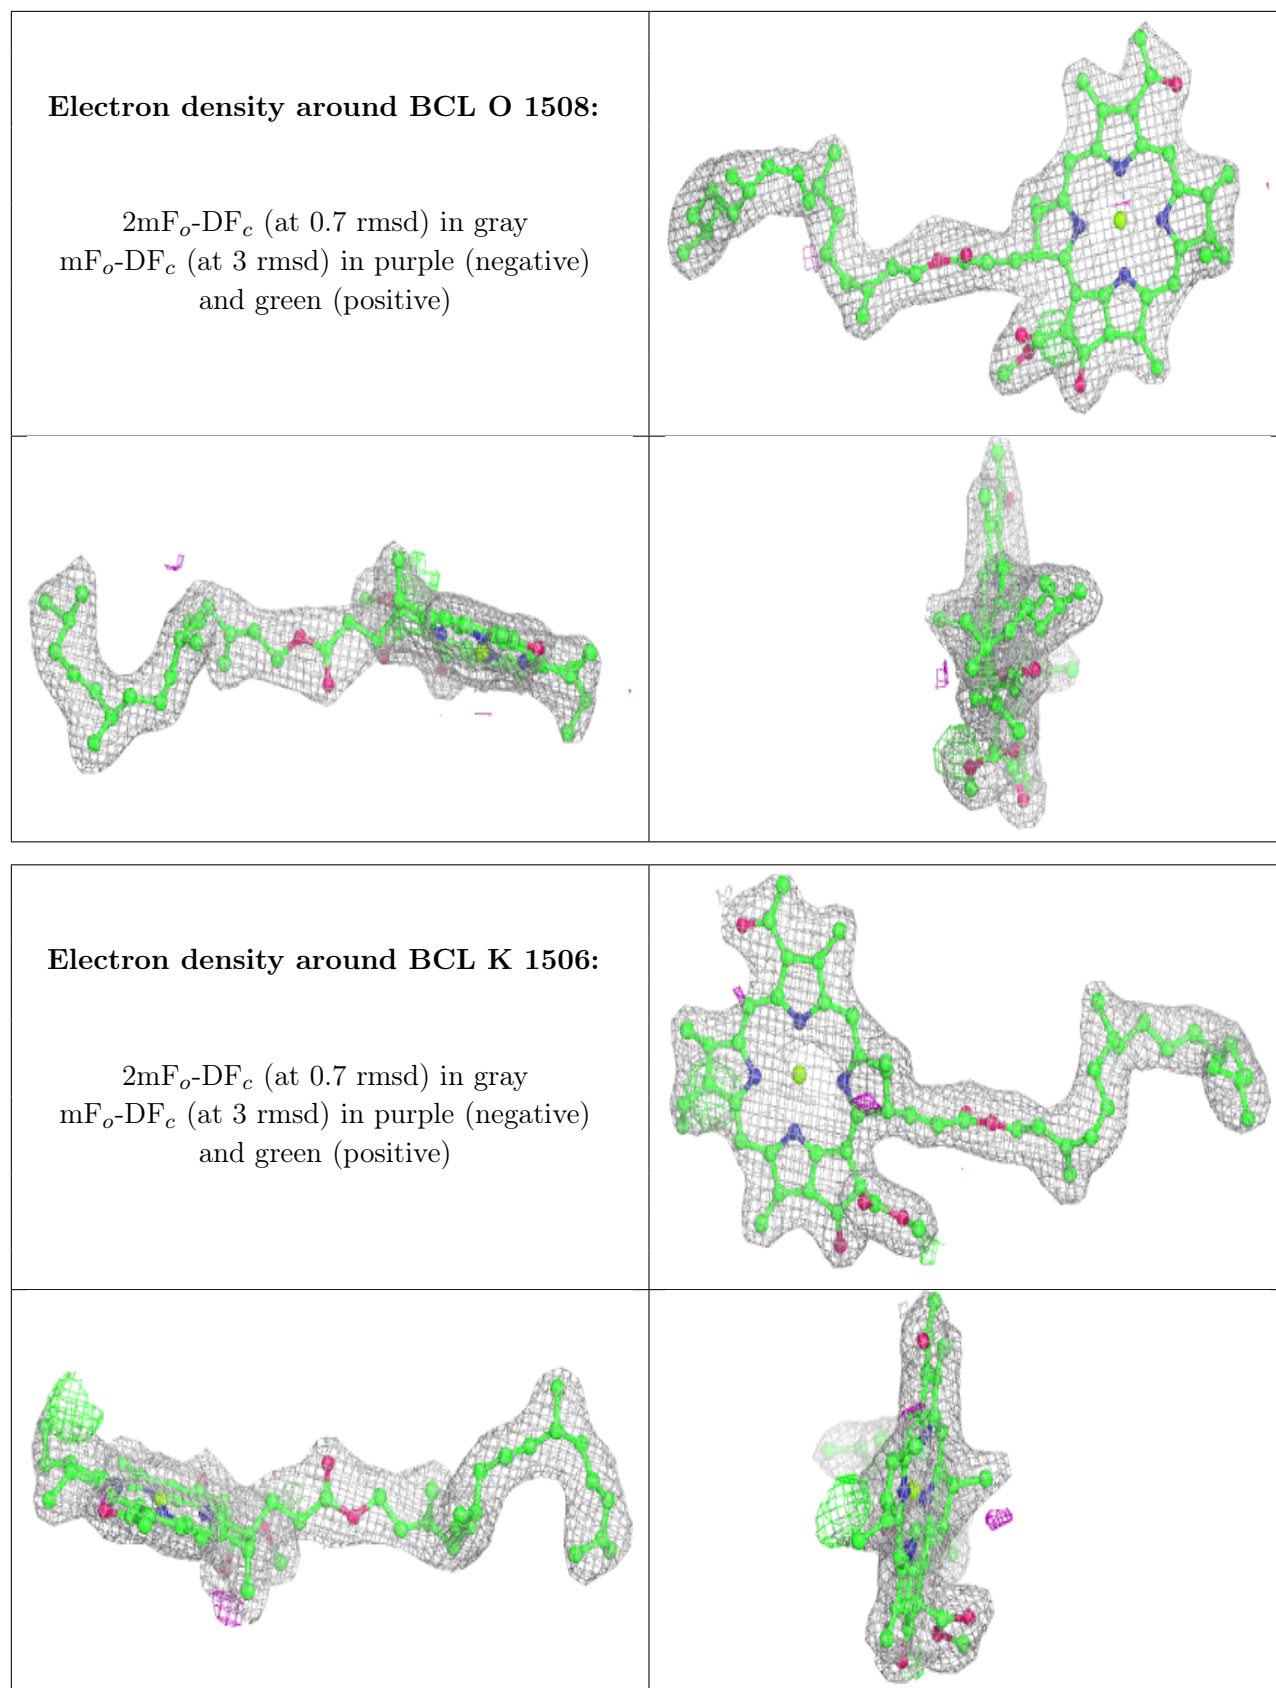 Electron density around BCL O 1508:
2mFo-DFc (at 0.7 rmsd) in gray
mFo-DFc (at 3 rmsd) in purple (negative)
and green (positive)
Electron density around BCL K 1506:
2mFo-DFc (at 0.7 rmsd) in gray
mFo-DFc (at 3 rmsd) in purple (negative)
and green (positive)